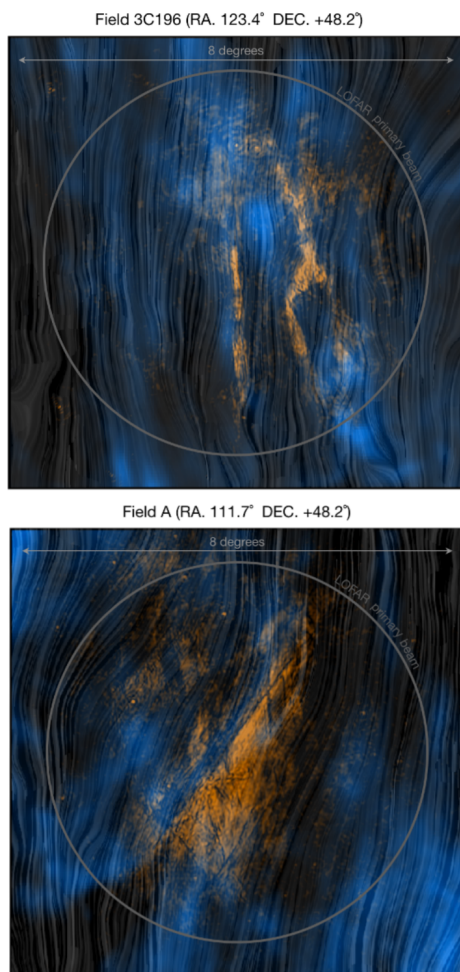 Field 3C196 (RA. 123.4° DEC. +48.2°)
8 degrees
LOFAR primary beam
Field A (RA. 111.7° DEC. +48.2°)
8 degrees
LOFAR primary beam